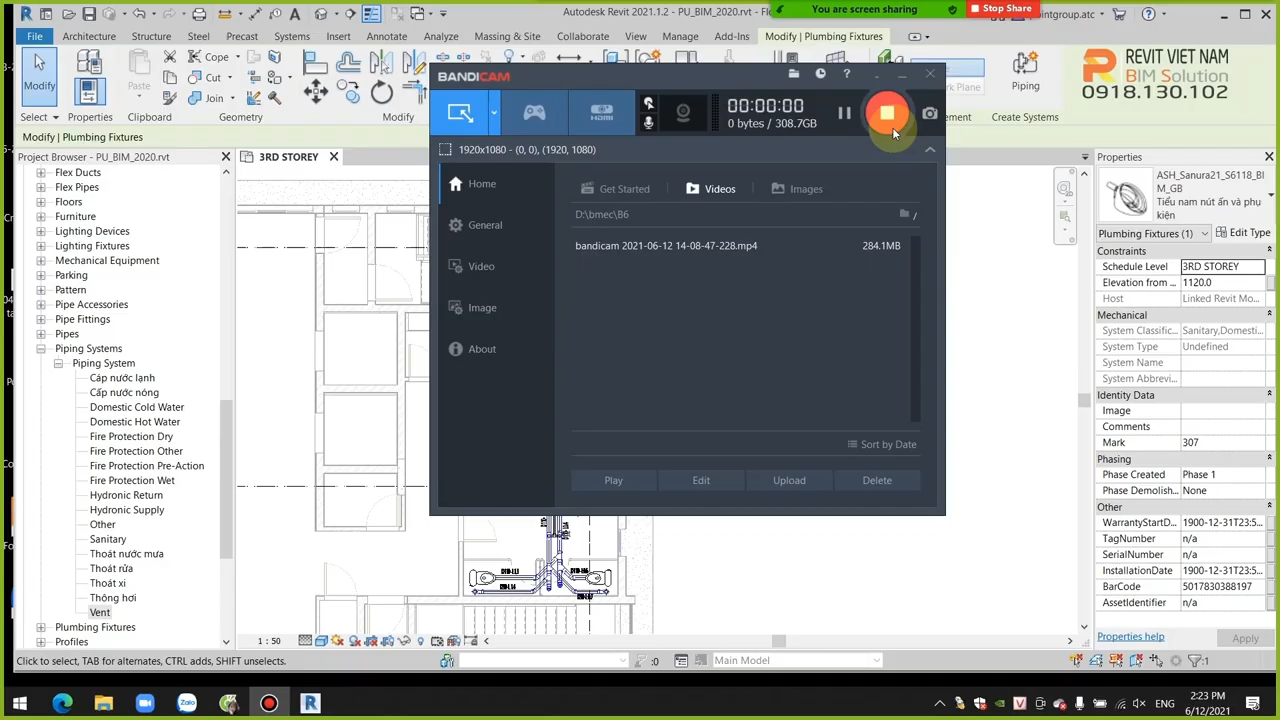 Autodesk Revit 2021.1.2 - PU_BIM_2020.rvt - Flo
You are screen sharing
Stop Share
pointgroup.atc
File
Architecture
Structure
Steel
Precast
Systems
Insert
Annotate
Analyze
Massing & Site
Collaborate
View
Manage
Add-Ins
Modify | Plumbing Fixtures
Modify
Paste
Cope
Cut
Join
Piping
Select
Properties
Clipboard
Geometry
Modify
Create Systems
REVIT VIET NAM
BIM Solution
0918.130.102
Modify | Plumbing Fixtures
Project Browser - PU_BIM_2020.rvt
Flex Ducts
Flex Pipes
Floors
Furniture
Lighting Devices
Lighting Fixtures
Mechanical Equipment
Parking
Pattern
Pipe Accessories
Pipe Fittings
Pipes
Piping Systems
Piping System
Cấp nước lạnh
Cấp nước nóng
Domestic Cold Water
Domestic Hot Water
Fire Protection Dry
Fire Protection Other
Fire Protection Pre-Action
Fire Protection Wet
Hydronic Return
Hydronic Supply
Other
Sanitary
Thoát nước mưa
Thoát rửa
Thoát xí
Thông hơi
Vent
Plumbing Fixtures
Profiles
3RD STOREY
BANDICAM
HDMI
00:00:00
0 bytes / 308.7GB
1920x1080 - (0, 0), (1920, 1080)
Home
General
Video
Image
About
Get Started
Videos
Images
D:\bmec\B6
bandicam 2021-06-12 14-08-47-228.mp4
284.1MB
Sort by Date
Play
Edit
Upload
Delete
1 : 50
Properties
ASH_Sanura21_S6118_BI
M_GB
Tiểu nam nút ấn và phụ
kiện
Plumbing Fixtures (1)
Edit Type
Constraints
Schedule Level 3RD STOREY
Elevation from ... 1120.0
Host Linked Revit Mo...
Mechanical
System Classific... Sanitary,Domesti...
System Type Undefined
System Name
System Abbrevi...
Identity Data
Image
Comments
Mark 307
Phasing
Phase Created Phase 1
Phase Demolish... None
Other
WarrantyStartD... 1900-12-31T23:5...
TagNumber n/a
SerialNumber n/a
InstallationDate 1900-12-31T23:5...
BarCode 5017830388197
AssetIdentifier n/a
Properties help
Apply
Click to select, TAB for alternates, CTRL adds, SHIFT unselects.
:0
Main Model
:1
Zalo
ENG
2:23 PM
6/12/2021